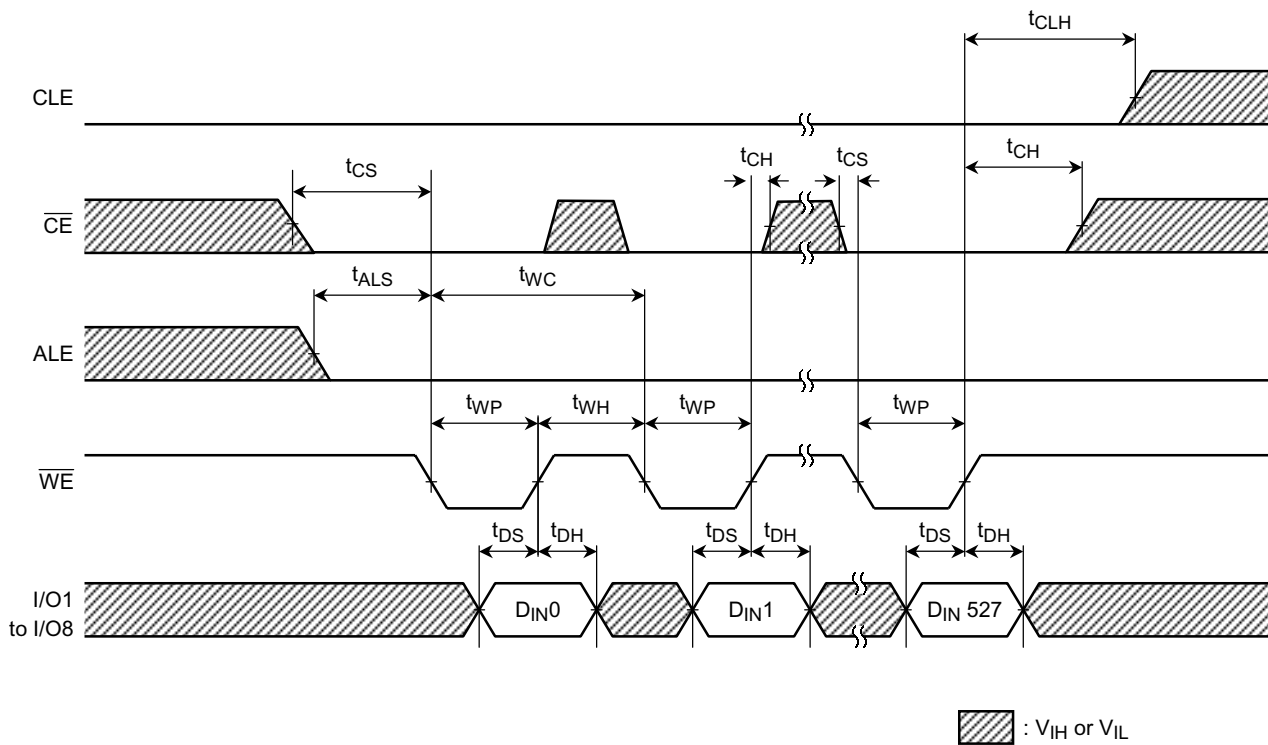 tCLH
CLE
tCH tCS
tCH
tCS
CE
tALS
tWC
ALE
tWP tWH tWP tWP
WE
tDS tDH tDS tDH tDS tDH
I/O1
to I/O8
DIN0 DIN1 DIN 527
: VIH or VIL